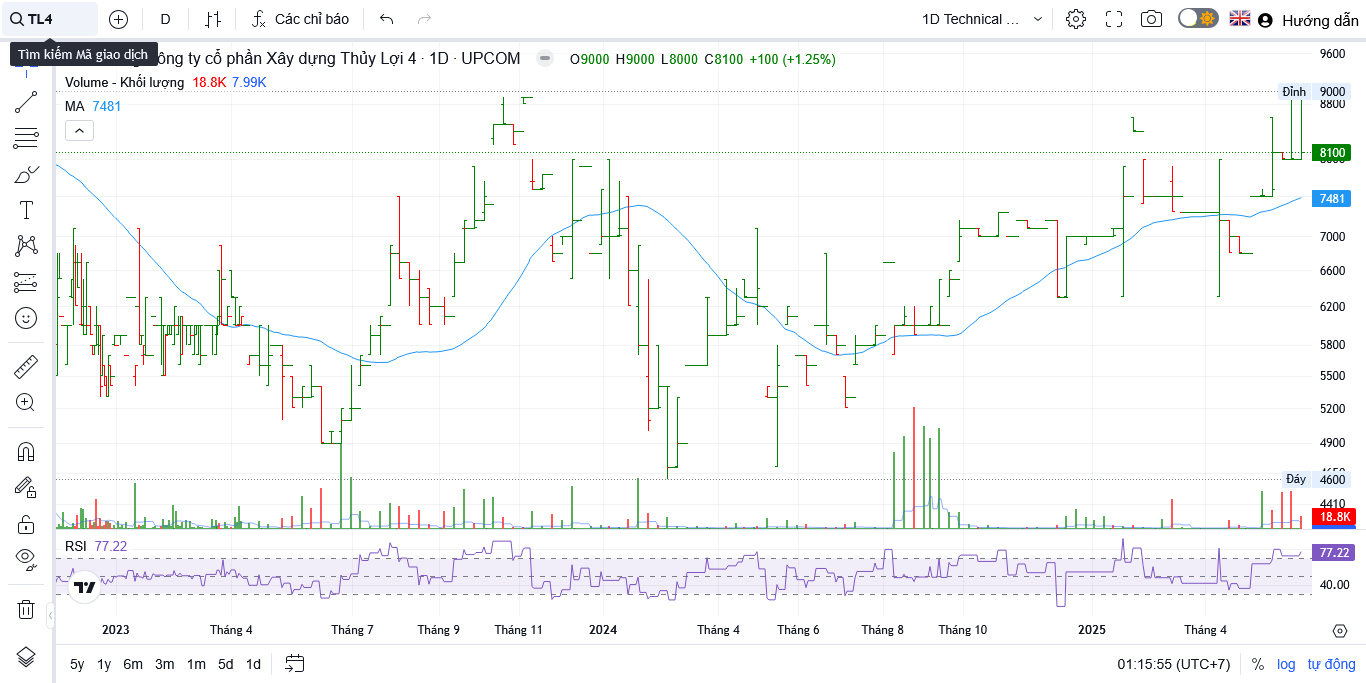 TL4 D Các chỉ báo 1D Technical ... Hướng dẫn
Tìm kiếm Mã giao dịch
ông ty cổ phần Xây dựng Thủy Lợi 4 · 1D · UPCOM O9000 H9000 L8000 C8100 +100 (+1.25%)
Volume - Khối lượng 18.8K 7.99K
MA 7481
9600
Đỉnh 9000
8800
8100
8000
7481
7000
6600
6200
5800
5500
5200
4900
4650
Đáy 4600
4410
18.8K
RSI 77.22
77.22
40.00
2023 Tháng 4 Tháng 7 Tháng 9 Tháng 11 2024 Tháng 4 Tháng 6 Tháng 8 Tháng 10 2025 Tháng 4
5y 1y 6m 3m 1m 5d 1d 01:15:55 (UTC+7) % log tự động